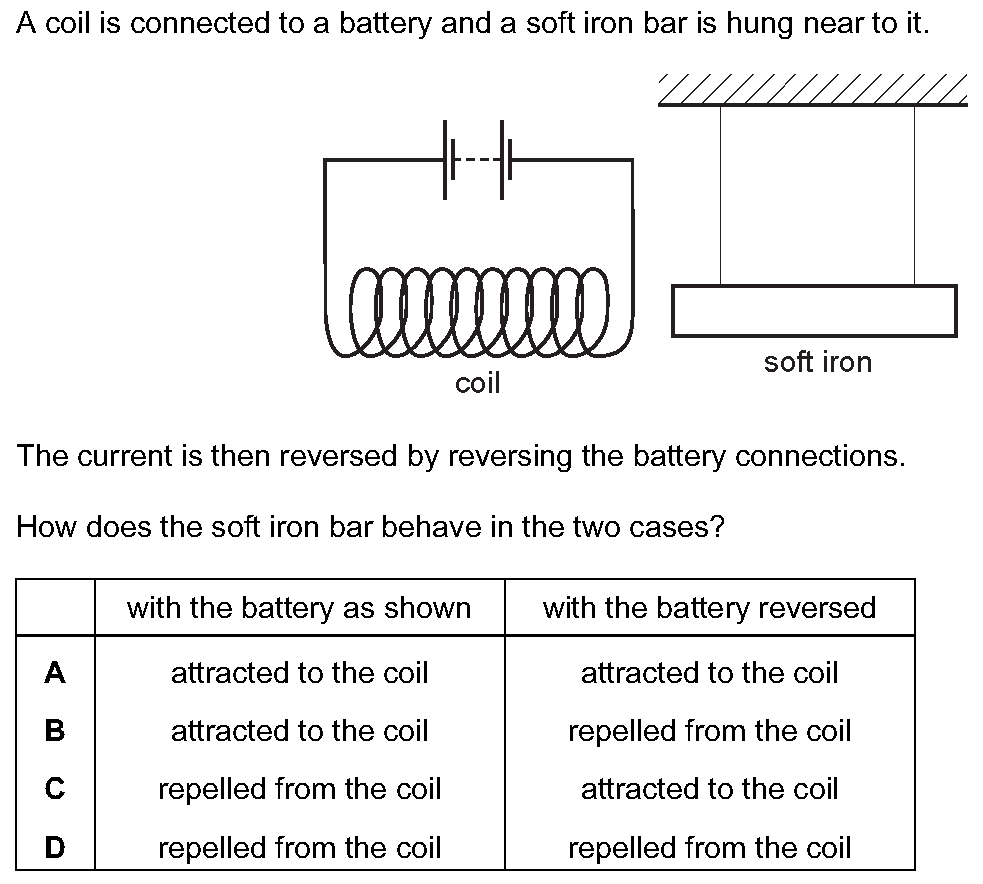 A coil is connected to a battery and a soft iron bar is hung near to it.
coil
soft iron
The current is then reversed by reversing the battery connections.
How does the soft iron bar behave in the two cases?
with the battery as shown with the battery reversed
A attracted to the coil attracted to the coil
B attracted to the coil repelled from the coil
C repelled from the coil attracted to the coil
D repelled from the coil repelled from the coil